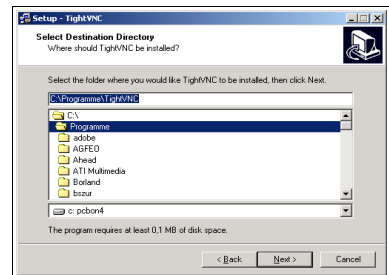 Setup - TightVNC
Select Destination Directory
Where should TightVNC be installed?
Select the folder where you would like TightVNC to be installed, then click Next.
C:\Programme\TightVNC
C:\
Programme
adobe
AGFEO
Ahead
ATI Multimedia
Borland
bszur
c: pcbon4
The program requires at least 0,1 MB of disk space.
< Back
Next >
Cancel